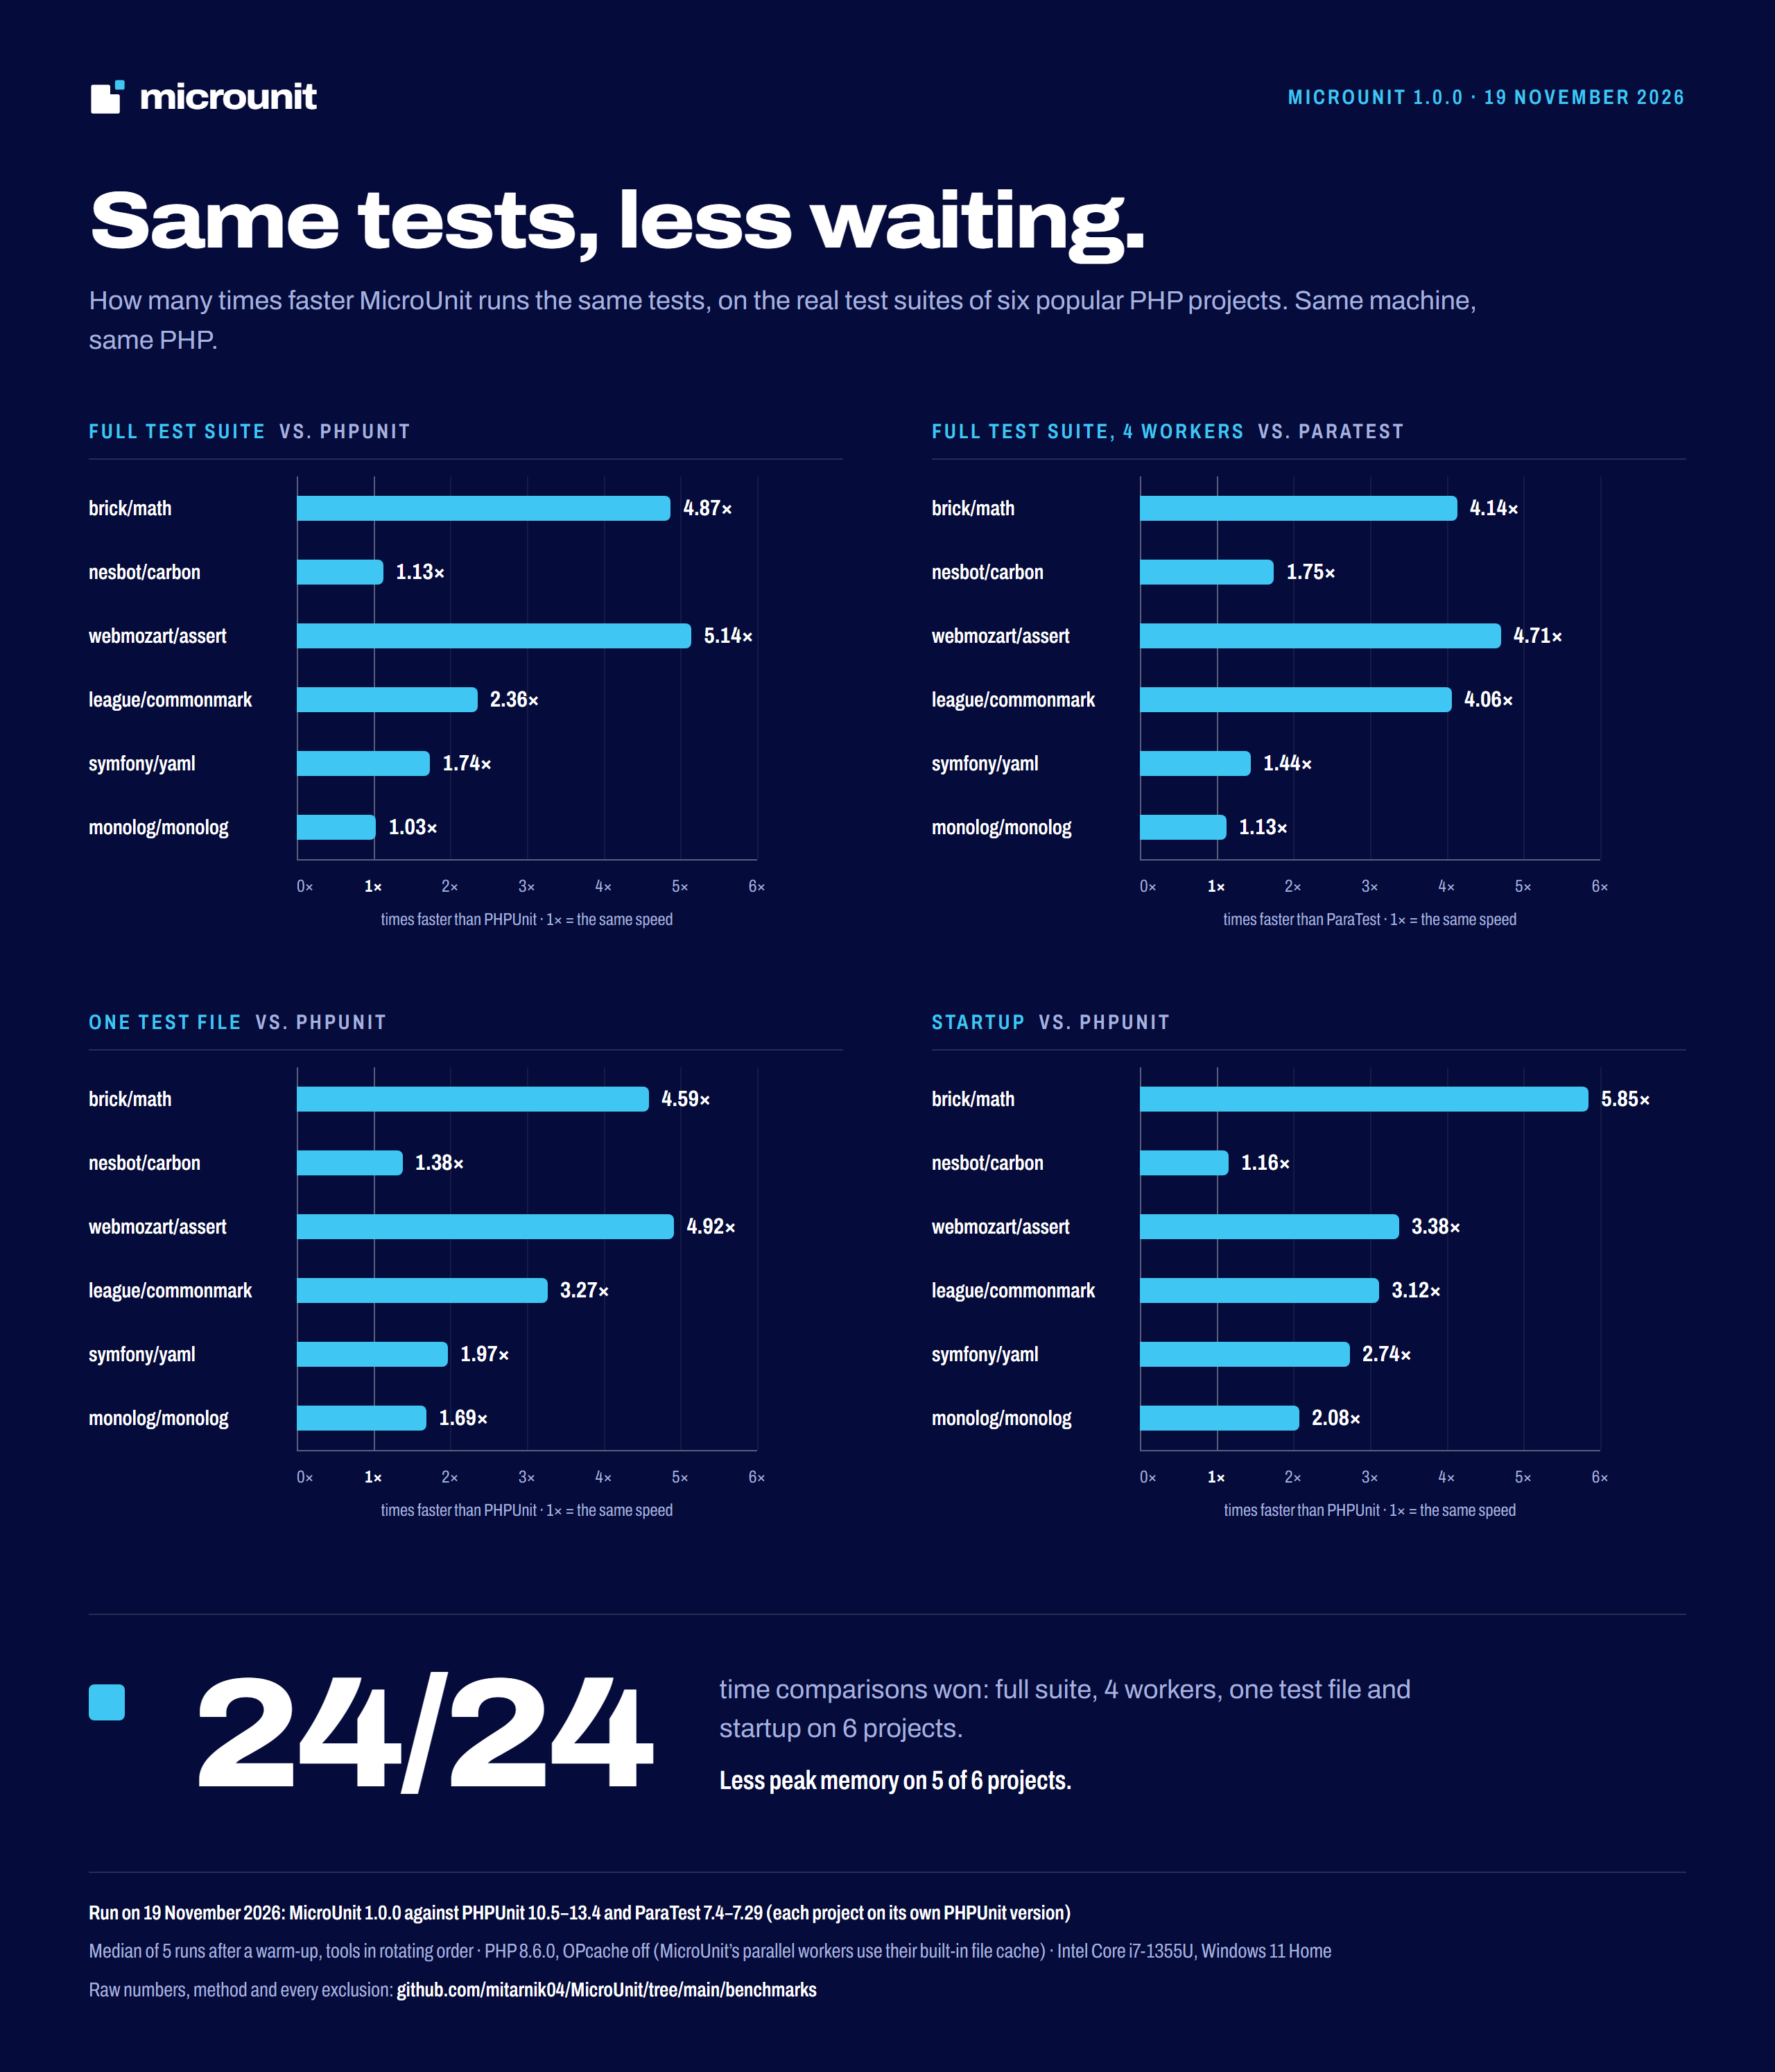 microunit
MICROUNIT 1.0.0 · 19 NOVEMBER 2026
Same tests, less waiting.
How many times faster MicroUnit runs the same tests, on the real test suites of six popular PHP projects. Same machine,
same PHP.
FULL TEST SUITE VS. PHPUNIT
brick/math 4.87×
nesbot/carbon 1.13×
webmozart/assert 5.14×
league/commonmark 2.36×
symfony/yaml 1.74×
monolog/monolog 1.03×
0× 1× 2× 3× 4× 5× 6×
times faster than PHPUnit · 1× = the same speed
FULL TEST SUITE, 4 WORKERS VS. PARATEST
brick/math 4.14×
nesbot/carbon 1.75×
webmozart/assert 4.71×
league/commonmark 4.06×
symfony/yaml 1.44×
monolog/monolog 1.13×
0× 1× 2× 3× 4× 5× 6×
times faster than ParaTest · 1× = the same speed
ONE TEST FILE VS. PHPUNIT
brick/math 4.59×
nesbot/carbon 1.38×
webmozart/assert 4.92×
league/commonmark 3.27×
symfony/yaml 1.97×
monolog/monolog 1.69×
0× 1× 2× 3× 4× 5× 6×
times faster than PHPUnit · 1× = the same speed
STARTUP VS. PHPUNIT
brick/math 5.85×
nesbot/carbon 1.16×
webmozart/assert 3.38×
league/commonmark 3.12×
symfony/yaml 2.74×
monolog/monolog 2.08×
0× 1× 2× 3× 4× 5× 6×
times faster than PHPUnit · 1× = the same speed
24/24
time comparisons won: full suite, 4 workers, one test file and
startup on 6 projects.
Less peak memory on 5 of 6 projects.
Run on 19 November 2026: MicroUnit 1.0.0 against PHPUnit 10.5–13.4 and ParaTest 7.4–7.29 (each project on its own PHPUnit version)
Median of 5 runs after a warm-up, tools in rotating order · PHP 8.6.0, OPcache off (MicroUnit’s parallel workers use their built-in file cache) · Intel Core i7-1355U, Windows 11 Home
Raw numbers, method and every exclusion: github.com/mitarnik04/MicroUnit/tree/main/benchmarks